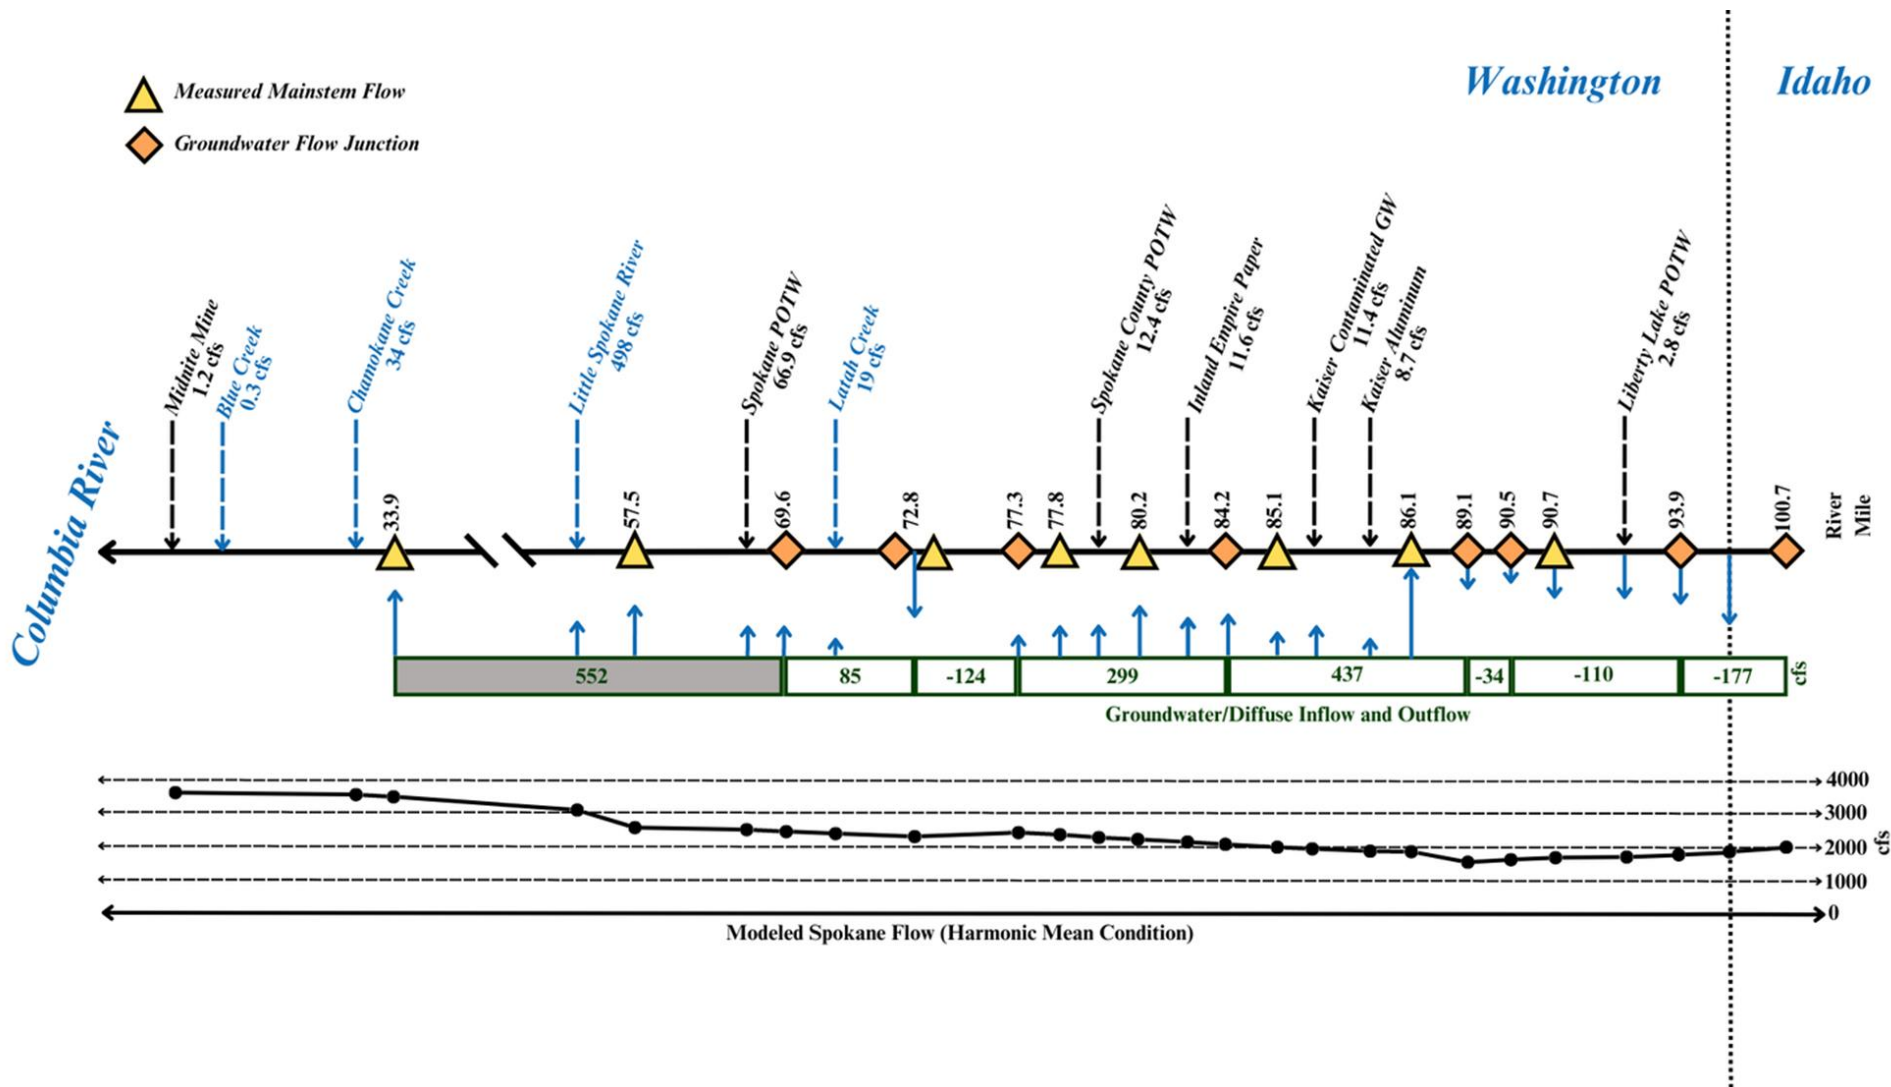 Washington
Idaho
Measured Mainstem Flow
Groundwater Flow Junction
Columbia River
Midnite Mine
1.2 cfs
Blue Creek
0.3 cfs
Chamokane Creek
34 cfs
Little Spokane River
498 cfs
Spokane POTW
66.9 cfs
Latah Creek
19 cfs
Spokane County POTW
12.4 cfs
Inland Empire Paper
11.6 cfs
Kaiser Contaminated GW
11.4 cfs
Kaiser Aluminum
8.7 cfs
Liberty Lake POTW
2.8 cfs
33.9
57.5
69.6
72.8
77.3
77.8
80.2
84.2
85.1
86.1
89.1
90.5
90.7
93.9
100.7
River
Mile
552
85
-124
299
437
-34
-110
-177
cfs
Groundwater/Diffuse Inflow and Outflow
4000
3000
2000
1000
0
cfs
Modeled Spokane Flow (Harmonic Mean Condition)